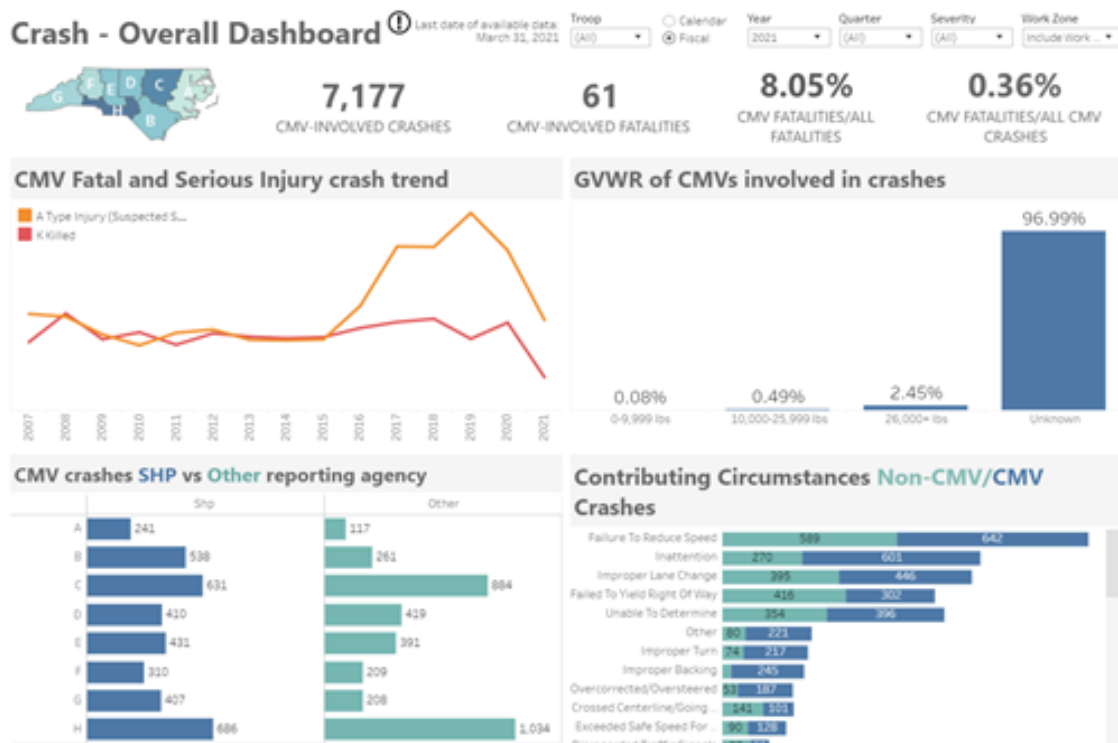 Crash - Overall Dashboard
Last date of available data:
March 31, 2021
Troop
(All)
Calendar
Fiscal
Year
2021
Quarter
(All)
Severity
(All)
Work Zone
Include Work ...
G
F
E
D
C
A
H
B
7,177
CMV-INVOLVED CRASHES
61
CMV-INVOLVED FATALITIES
8.05%
CMV FATALITIES/ALL
FATALITIES
0.36%
CMV FATALITIES/ALL CMV
CRASHES
CMV Fatal and Serious Injury crash trend
A Type Injury (Suspected S...
K Killed
2007
2008
2009
2010
2011
2012
2013
2014
2015
2016
2017
2018
2019
2020
2021
GVWR of CMVs involved in crashes
0.08%
0-9,999 lbs
0.49%
10,000-25,999 lbs
2.45%
26,000+ lbs
96.99%
Unknown
CMV crashes SHP vs Other reporting agency
Shp Other
A 241 117
B 538 261
C 631 884
D 410 419
E 431 391
F 310 209
G 407 208
H 686 1,034
Contributing Circumstances Non-CMV/CMV
Crashes
Failure To Reduce Speed 589 642
Inattention 270 601
Improper Lane Change 395 446
Failed To Yield Right Of Way 416 302
Unable To Determine 354 396
Other 80 221
Improper Turn 74 217
Improper Backing 245
Overcorrected/Oversteered 53 187
Crossed Centerline/Going ... 141 101
Exceeded Safe Speed For ... 90 128